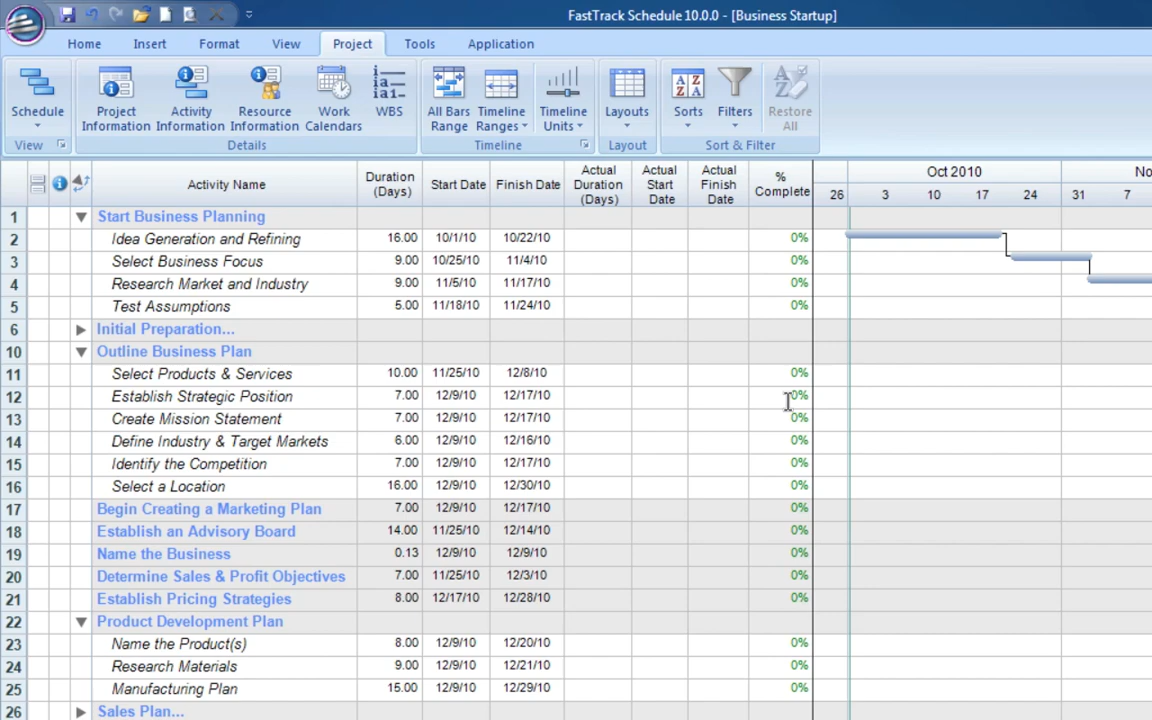 FastTrack Schedule 10.0.0 - [Business Startup]
Home Insert Format View Project Tools Application
Schedule
Project Information
Activity Information
Resource Information
Work Calendars
WBS
All Bars Range
Timeline Ranges
Timeline Units
Layouts
Sorts
Filters
Restore All
View Details Timeline Layout Sort & Filter
Activity Name
Duration (Days)
Start Date
Finish Date
Actual Duration (Days)
Actual Start Date
Actual Finish Date
% Complete
Oct 2010 No
26 3 10 17 24 31 7
1 Start Business Planning
2 Idea Generation and Refining 16.00 10/1/10 10/22/10 0%
3 Select Business Focus 9.00 10/25/10 11/4/10 0%
4 Research Market and Industry 9.00 11/5/10 11/17/10 0%
5 Test Assumptions 5.00 11/18/10 11/24/10 0%
6 Initial Preparation...
10 Outline Business Plan
11 Select Products & Services 10.00 11/25/10 12/8/10 0%
12 Establish Strategic Position 7.00 12/9/10 12/17/10 0%
13 Create Mission Statement 7.00 12/9/10 12/17/10 0%
14 Define Industry & Target Markets 6.00 12/9/10 12/16/10 0%
15 Identify the Competition 7.00 12/9/10 12/17/10 0%
16 Select a Location 16.00 12/9/10 12/30/10 0%
17 Begin Creating a Marketing Plan 7.00 12/9/10 12/17/10 0%
18 Establish an Advisory Board 14.00 11/25/10 12/14/10 0%
19 Name the Business 0.13 12/9/10 12/9/10 0%
20 Determine Sales & Profit Objectives 7.00 11/25/10 12/3/10 0%
21 Establish Pricing Strategies 8.00 12/17/10 12/28/10 0%
22 Product Development Plan
23 Name the Product(s) 8.00 12/9/10 12/20/10 0%
24 Research Materials 9.00 12/9/10 12/21/10 0%
25 Manufacturing Plan 15.00 12/9/10 12/29/10 0%
26 Sales Plan...